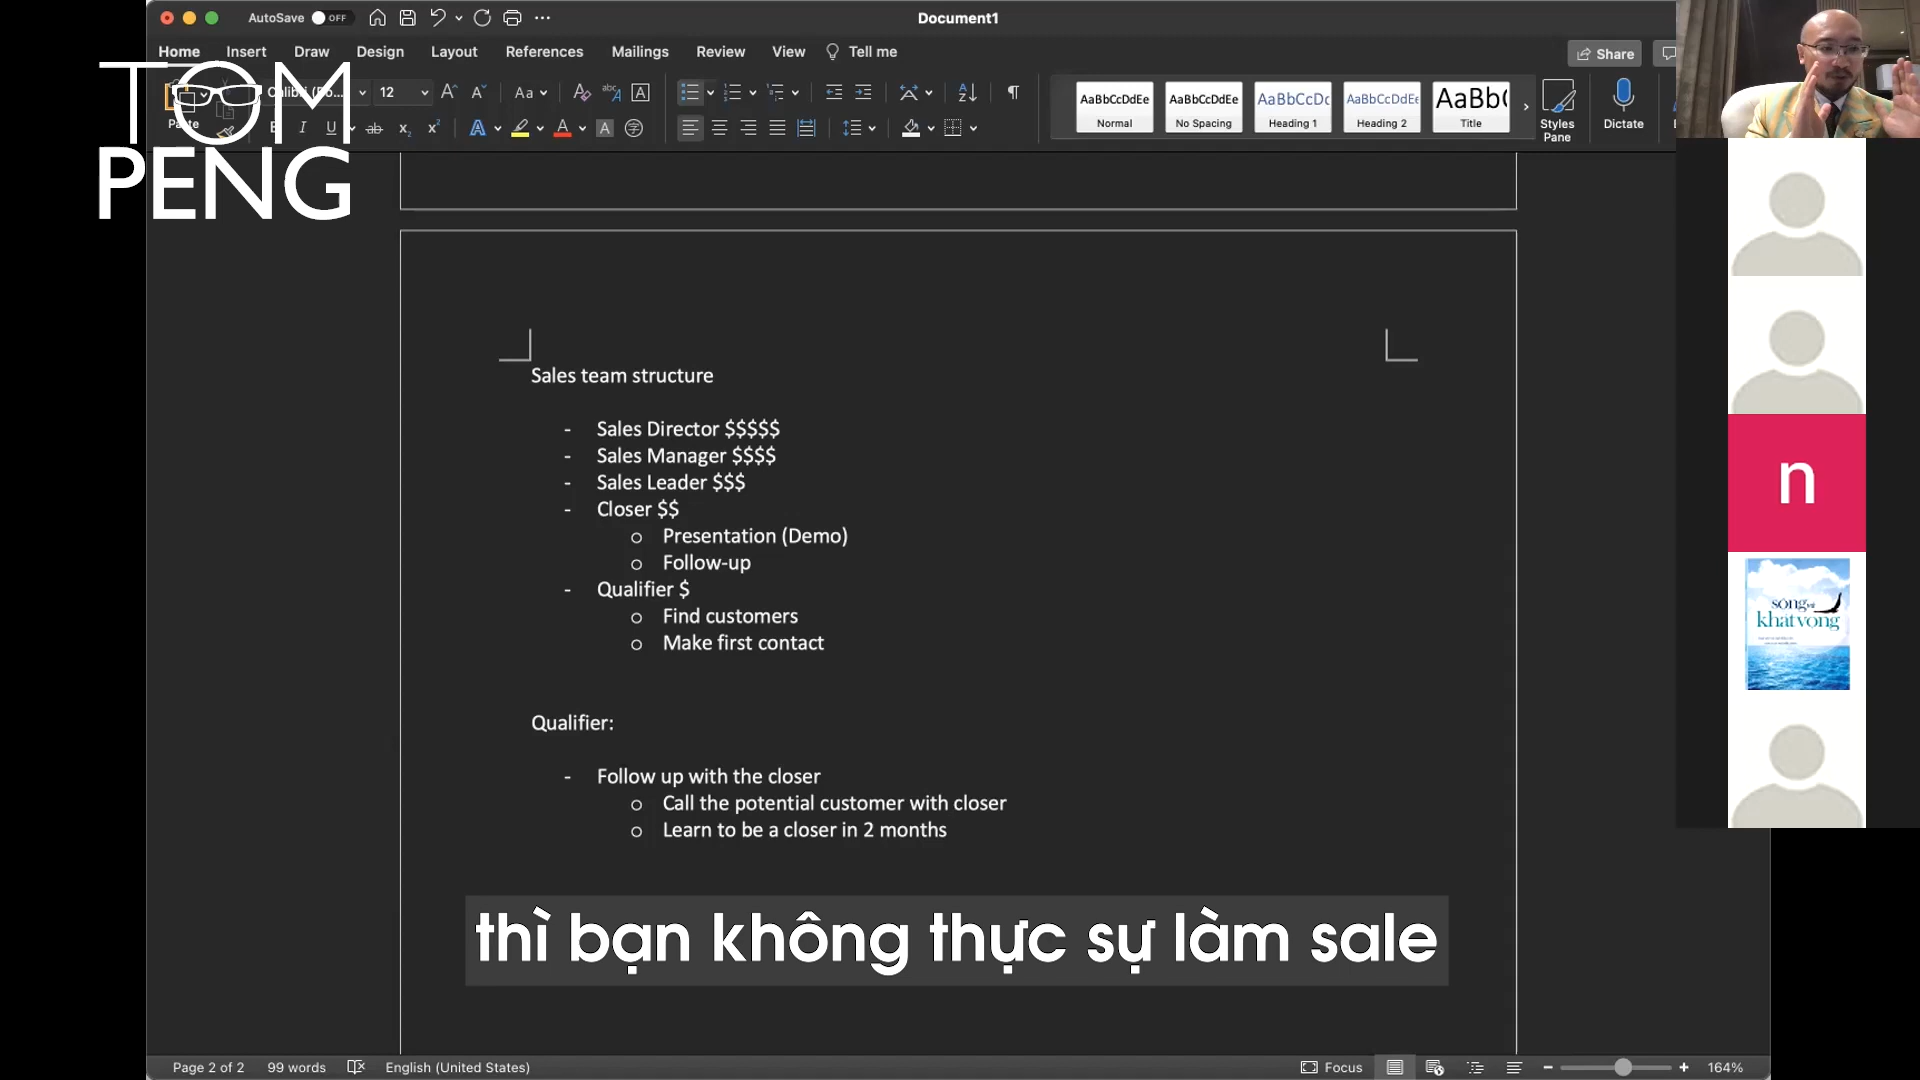 AutoSave OFF
Document1
Home Insert Draw Design Layout References Mailings Review View Tell me
Share
TOM
PENG
12
Aa
AaBbCcDdEe AaBbCcDdEe AaBbCcDc AaBbCcDdEe AaBb(
Normal No Spacing Heading 1 Heading 2 Title
Styles
Pane
Dictate
Sales team structure
- Sales Director $$$$$
- Sales Manager $$$$
- Sales Leader $$$
- Closer $$
o Presentation (Demo)
o Follow-up
- Qualifier $
o Find customers
o Make first contact
Qualifier:
- Follow up with the closer
o Call the potential customer with closer
o Learn to be a closer in 2 months
thì bạn không thực sự làm sale
n
khát vọng
Page 2 of 2 99 words English (United States) Focus 164%